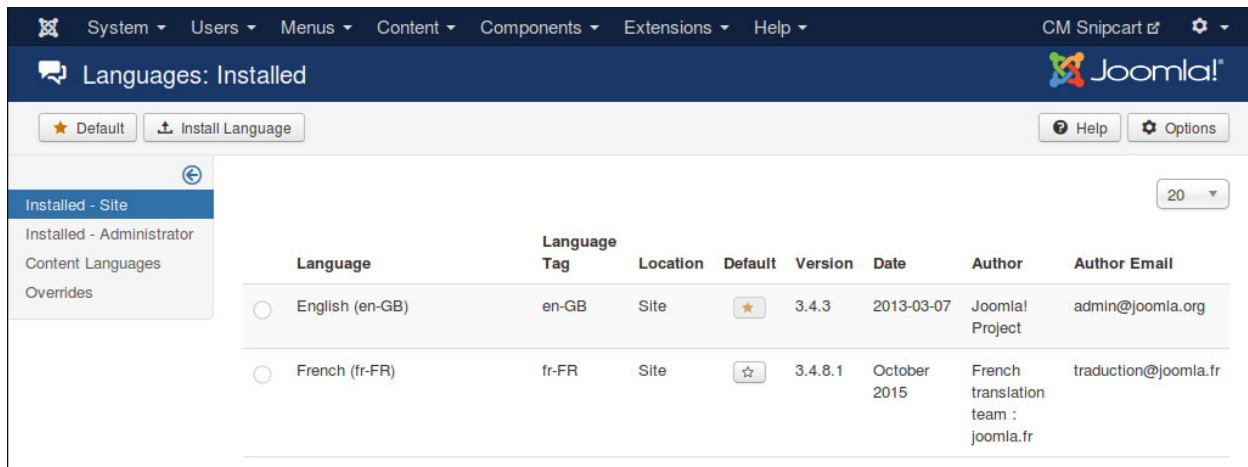 System Users Menus Content Components Extensions Help CM Snipcart
Languages: Installed Joomla!®
Default Install Language Help Options
Installed - Site
Installed - Administrator
Content Languages
Overrides
20
Language Language Tag Location Default Version Date Author Author Email
English (en-GB) en-GB Site 3.4.3 2013-03-07 Joomla! Project admin@joomla.org
French (fr-FR) fr-FR Site 3.4.8.1 October 2015 French translation team : joomla.fr traduction@joomla.fr